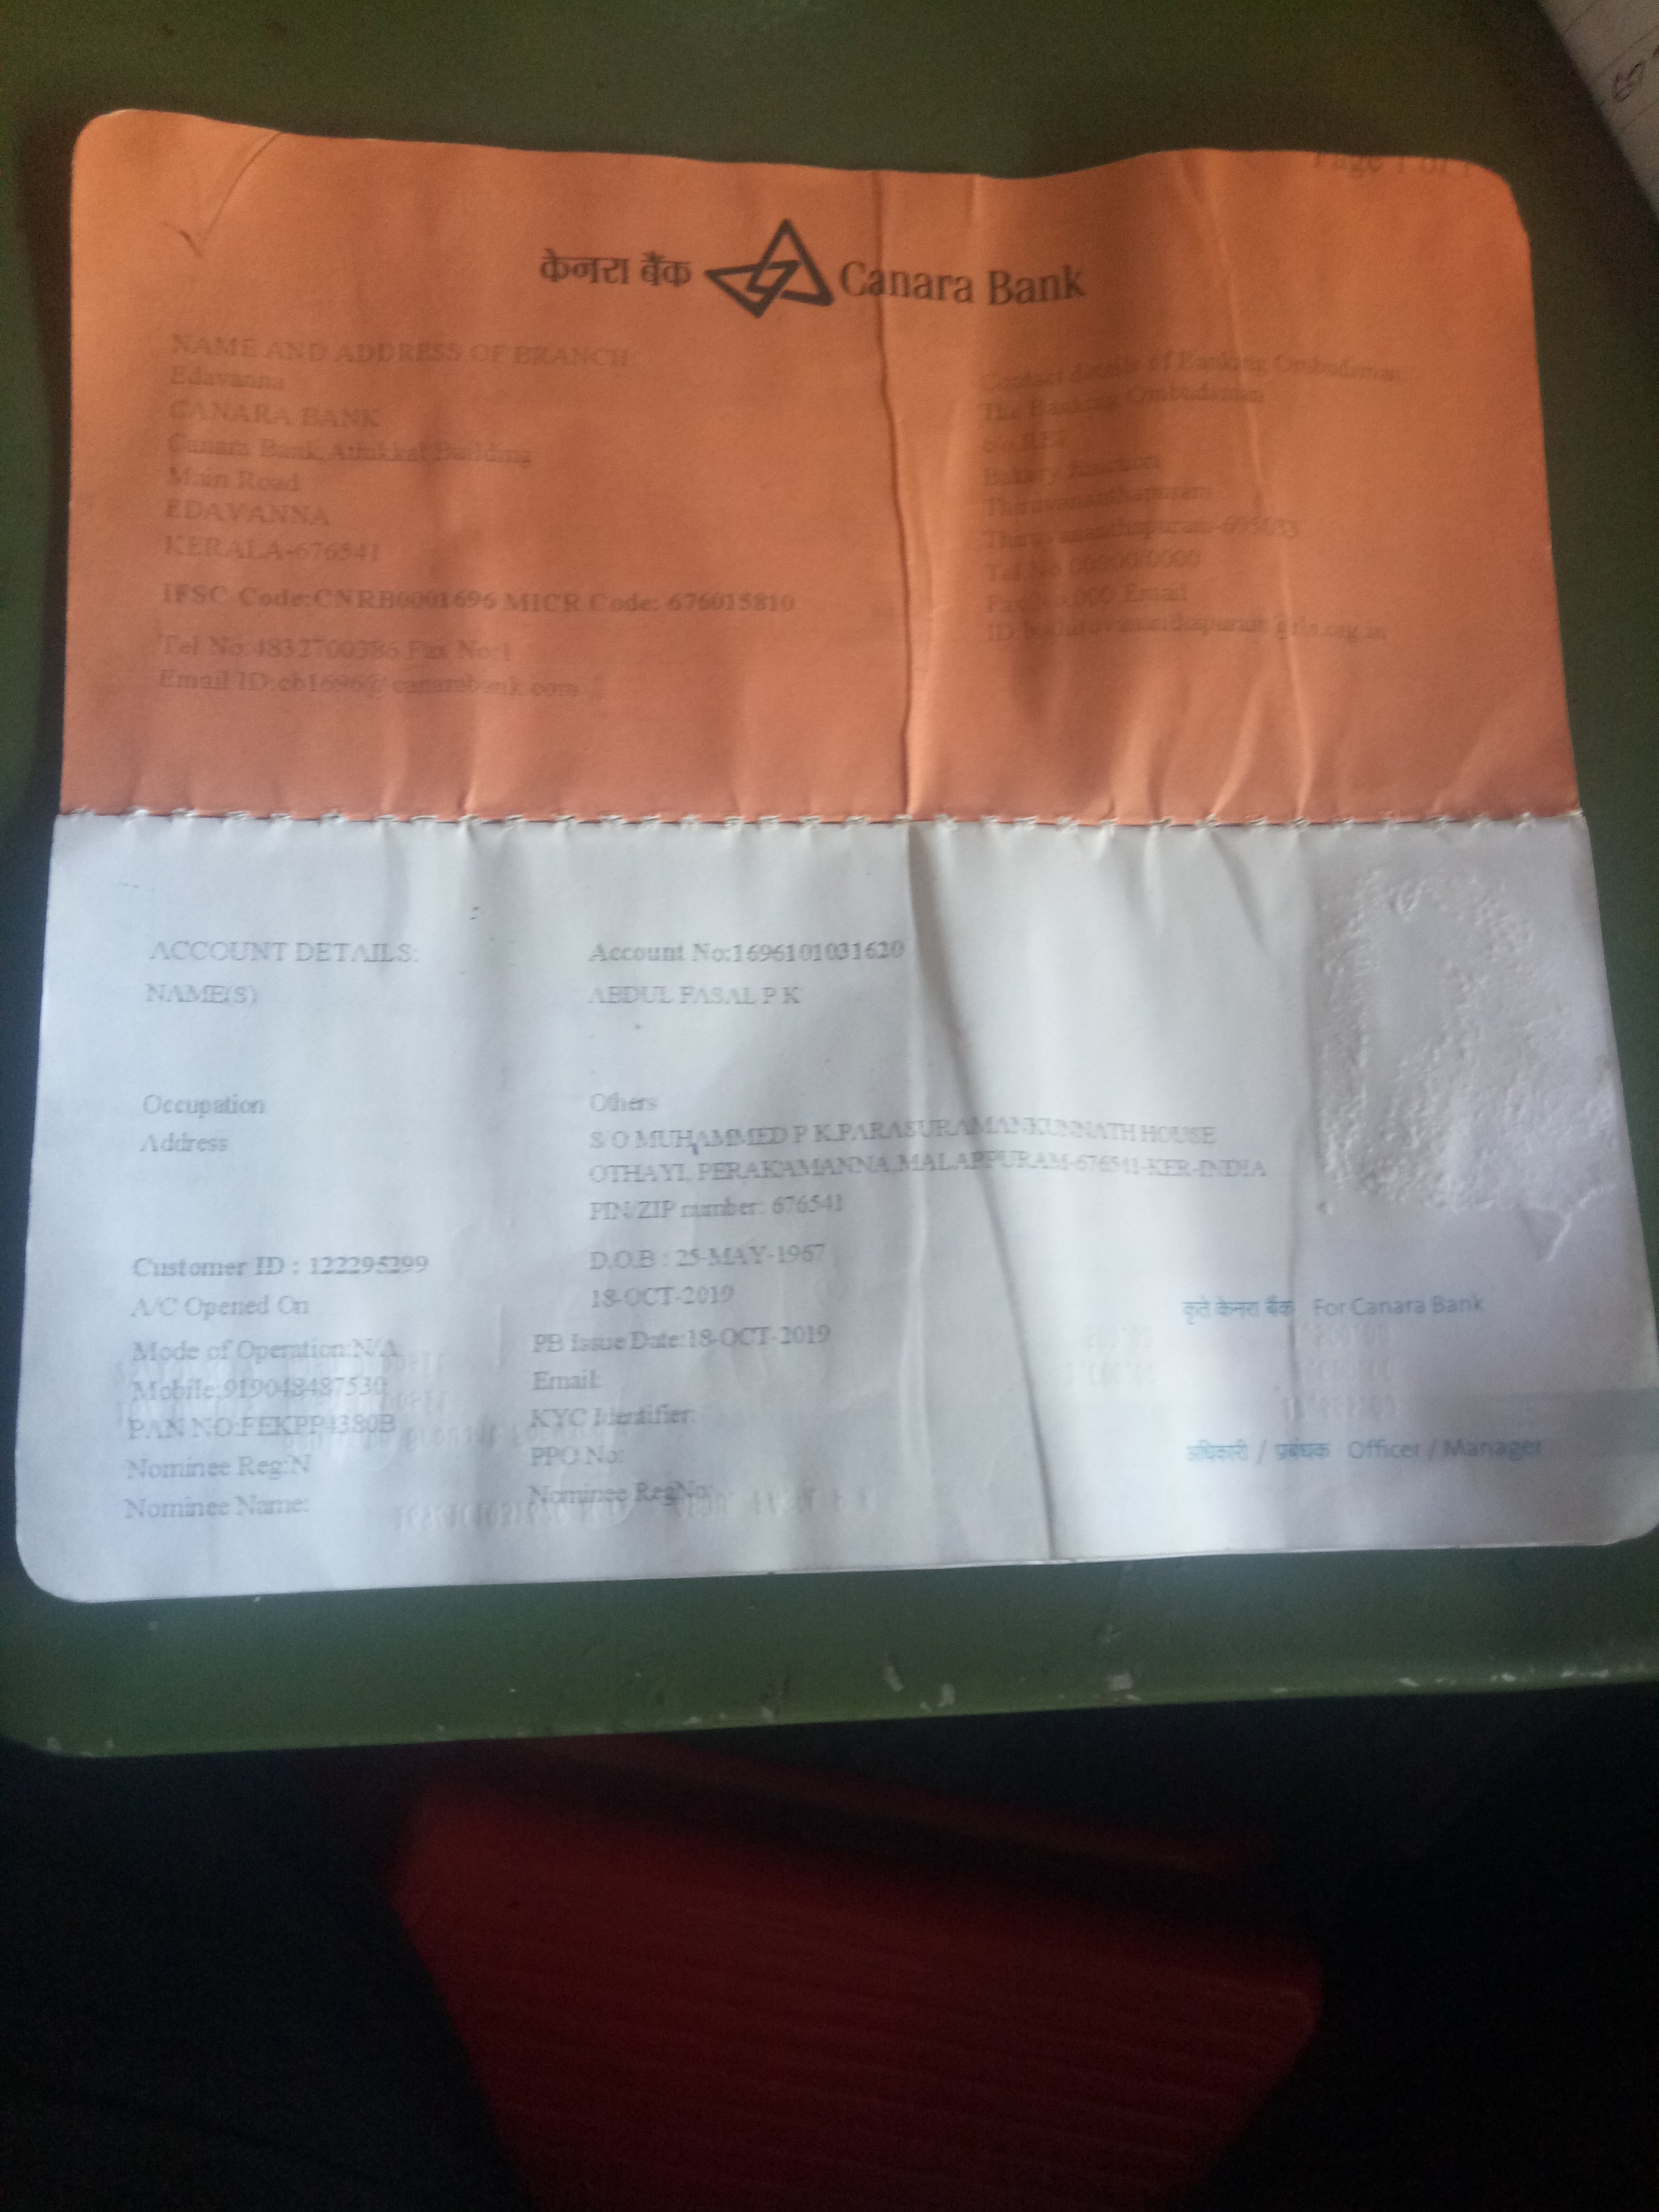 Page 1 of 1
केनरा बैंक Canara Bank
NAME AND ADDRESS OF BRANCH
Edavanna
CANARA BANK
Canara Bank Athikkal Building
Main Road
EDAVANNA
KERALA-676541
IFSC Code:CNRB0001696 MICR Code: 676015810
Tel No:4832700386 Fax No:1
Email ID:cb1696@canarabank.com
Contact details of Banking Ombudsman
The Banking Ombudsman
c/o RBI
Bakery Junction
Thiruvananthapuram
Thiruvananthapuram-695033
Tel No 00000/0000
Fax No.000 Email
ID
ACCOUNT DETAILS: Account No:1696101031620
NAME(S) ABDUL FASAL P K
Occupation Others
Address S/O MUHAMMED P K,PARASURAMANKUNNATH HOUSE
OTHAYI, PERAKAMANNA,MALAPPURAM-676541-KER-INDIA
PIN/ZIP number: 676541
Customer ID : 122295299 D.O.B : 25-MAY-1967
A/C Opened On 18-OCT-2019
Mode of Operation:N/A PB Issue Date:18-OCT-2019
Mobile:919048487530 Email:
PAN NO:FEKPP4380B KYC Identifier:
Nominee Reg:N PPO No:
Nominee Name: Nominee RegNo:
कृते केनरा बैंक For Canara Bank
अधिकारी / प्रबंधक Officer / Manager